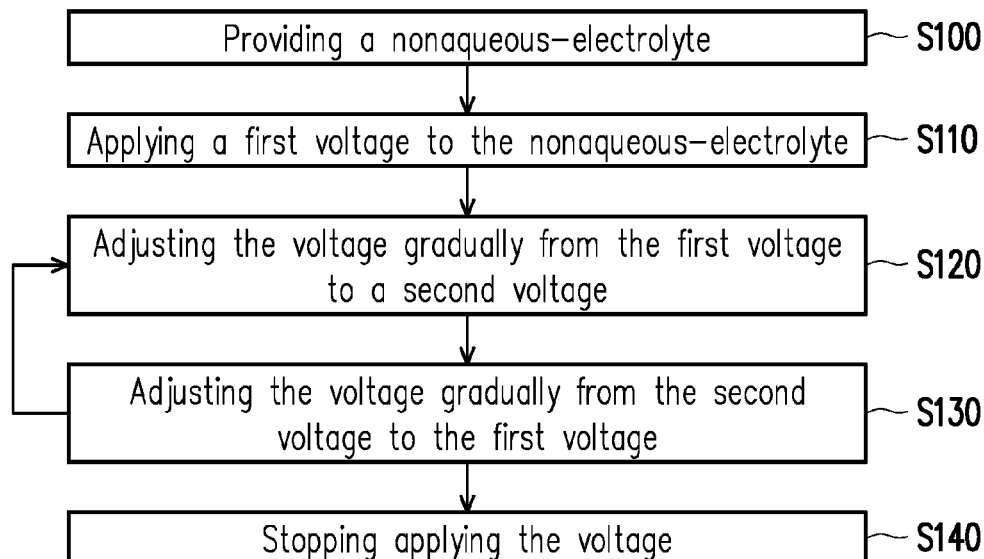 Providing a nonaqueous-electrolyte S100
Applying a first voltage to the nonaqueous-electrolyte S110
Adjusting the voltage gradually from the first voltage
to a second voltage S120
Adjusting the voltage gradually from the second
voltage to the first voltage S130
Stopping applying the voltage S140